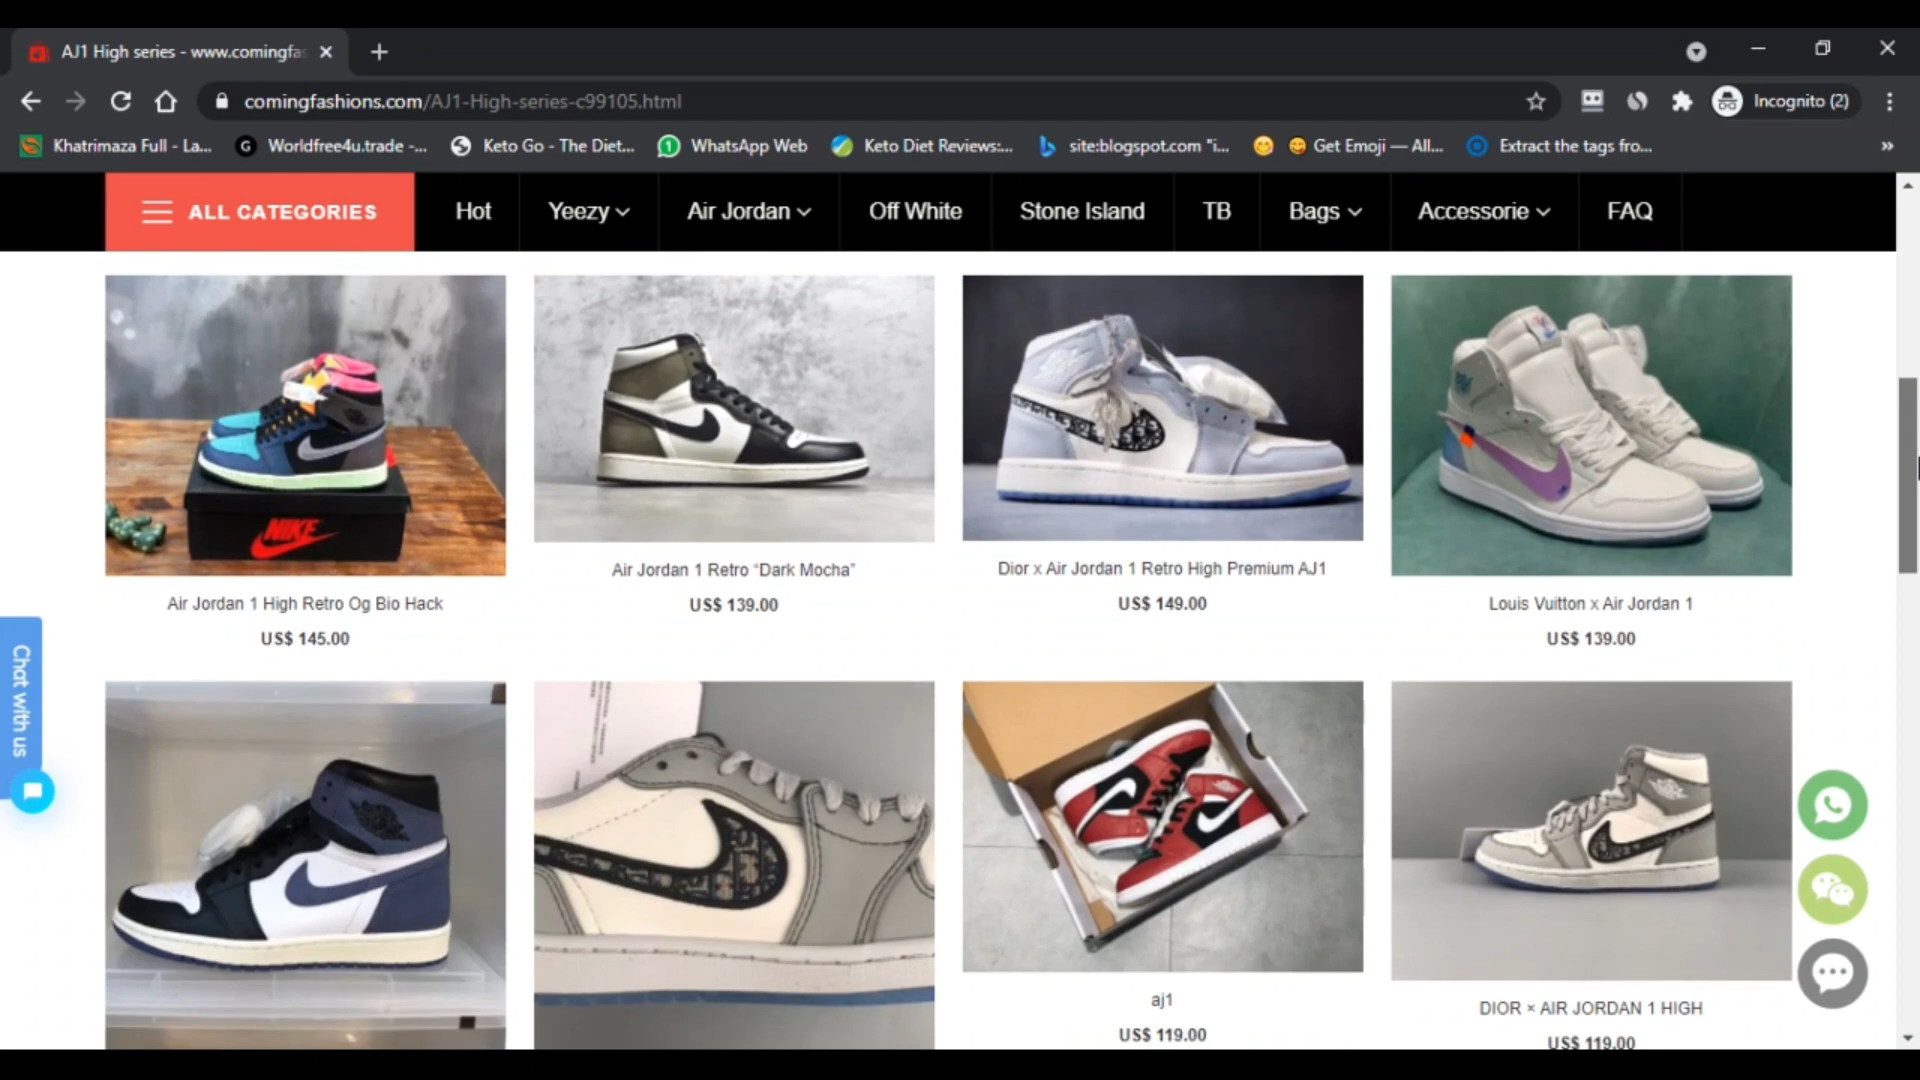 AJ1 High series - www.comingfas
comingfashions.com/AJ1-High-series-c99105.html
Incognito (2)
Khatrimaza Full - La...
Worldfree4u.trade -...
Keto Go - The Diet...
WhatsApp Web
Keto Diet Reviews:...
site:blogspot.com "i...
Get Emoji — All...
Extract the tags fro...
»
ALL CATEGORIES
Hot
Yeezy
Air Jordan
Off White
Stone Island
TB
Bags
Accessorie
FAQ
NIKE
Air Jordan 1 High Retro Og Bio Hack
US$ 145.00
Air Jordan 1 Retro “Dark Mocha”
US$ 139.00
Dior x Air Jordan 1 Retro High Premium AJ1
US$ 149.00
Louis Vuitton x Air Jordan 1
US$ 139.00
Chat with us
aj1
US$ 119.00
DIOR × AIR JORDAN 1 HIGH
US$ 119.00